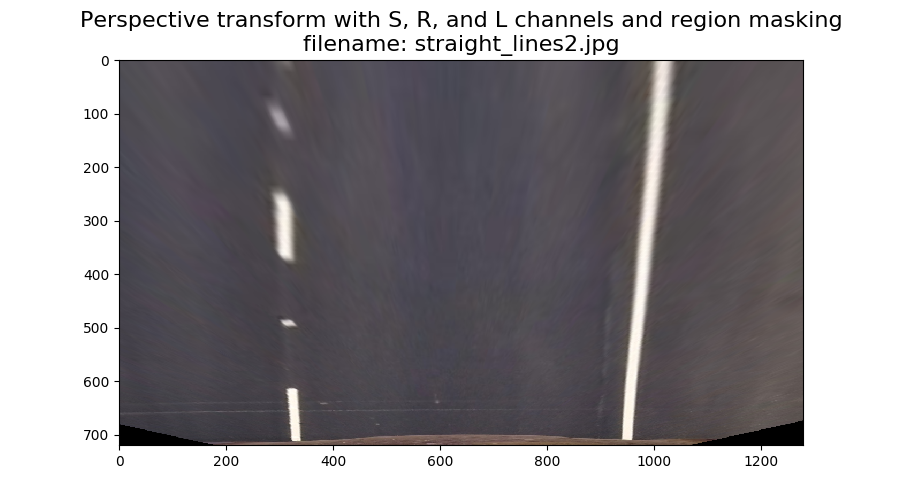 Perspective transform with S, R, and L channels and region masking
filename: straight_lines2.jpg
0
100
200
300
400
500
600
700
0 200 400 600 800 1000 1200